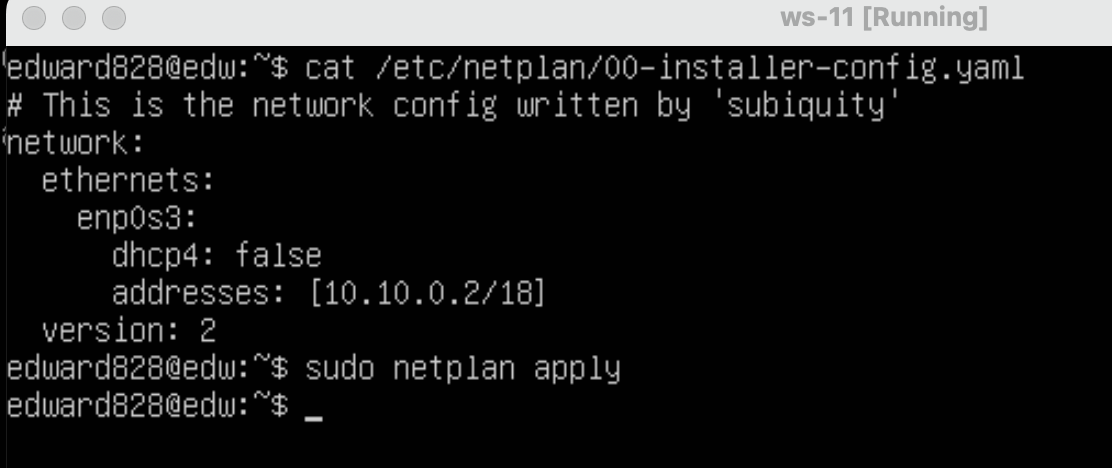 ws-11 [Running]
edward828@edw:~$ cat /etc/netplan/00-installer-config.yaml
# This is the network config written by 'subiquity'
network:
  ethernets:
    enp0s3:
      dhcp4: false
      addresses: [10.10.0.2/18]
  version: 2
edward828@edw:~$ sudo netplan apply
edward828@edw:~$ _